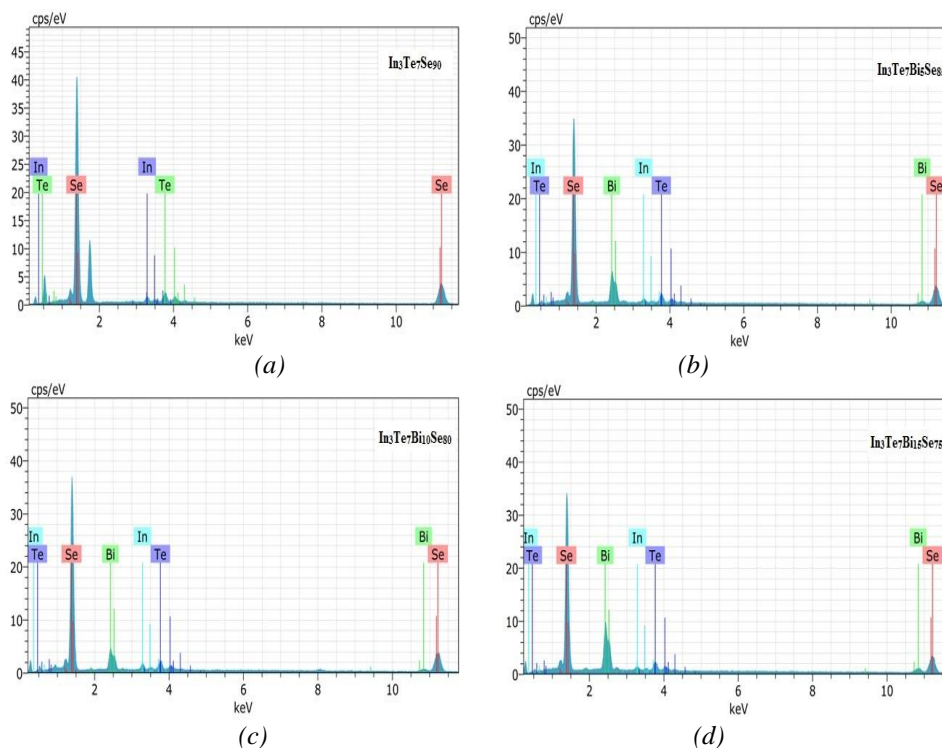 cps/eV
45
40
35
30
25
20
15
10
5
0
In₃Te₇Se₉₀
In
Te
Se
In
Te
Se
2 4 6 8 10
keV
(a)
cps/eV
50
40
30
20
10
0
In₃Te₇Bi₅Se₈
In
Te
Se
Bi
In
Te
Bi
Se
2 4 6 8 10
keV
(b)
cps/eV
50
40
30
20
10
0
In₃Te₇Bi₁₀Se₈₀
In
Te
Se
Bi
In
Te
Bi
Se
2 4 6 8 10
keV
(c)
cps/eV
50
40
30
20
10
0
In₃Te₇Bi₁₅Se₇₅
In
Te
Se
Bi
In
Te
Bi
Se
2 4 6 8 10
keV
(d)